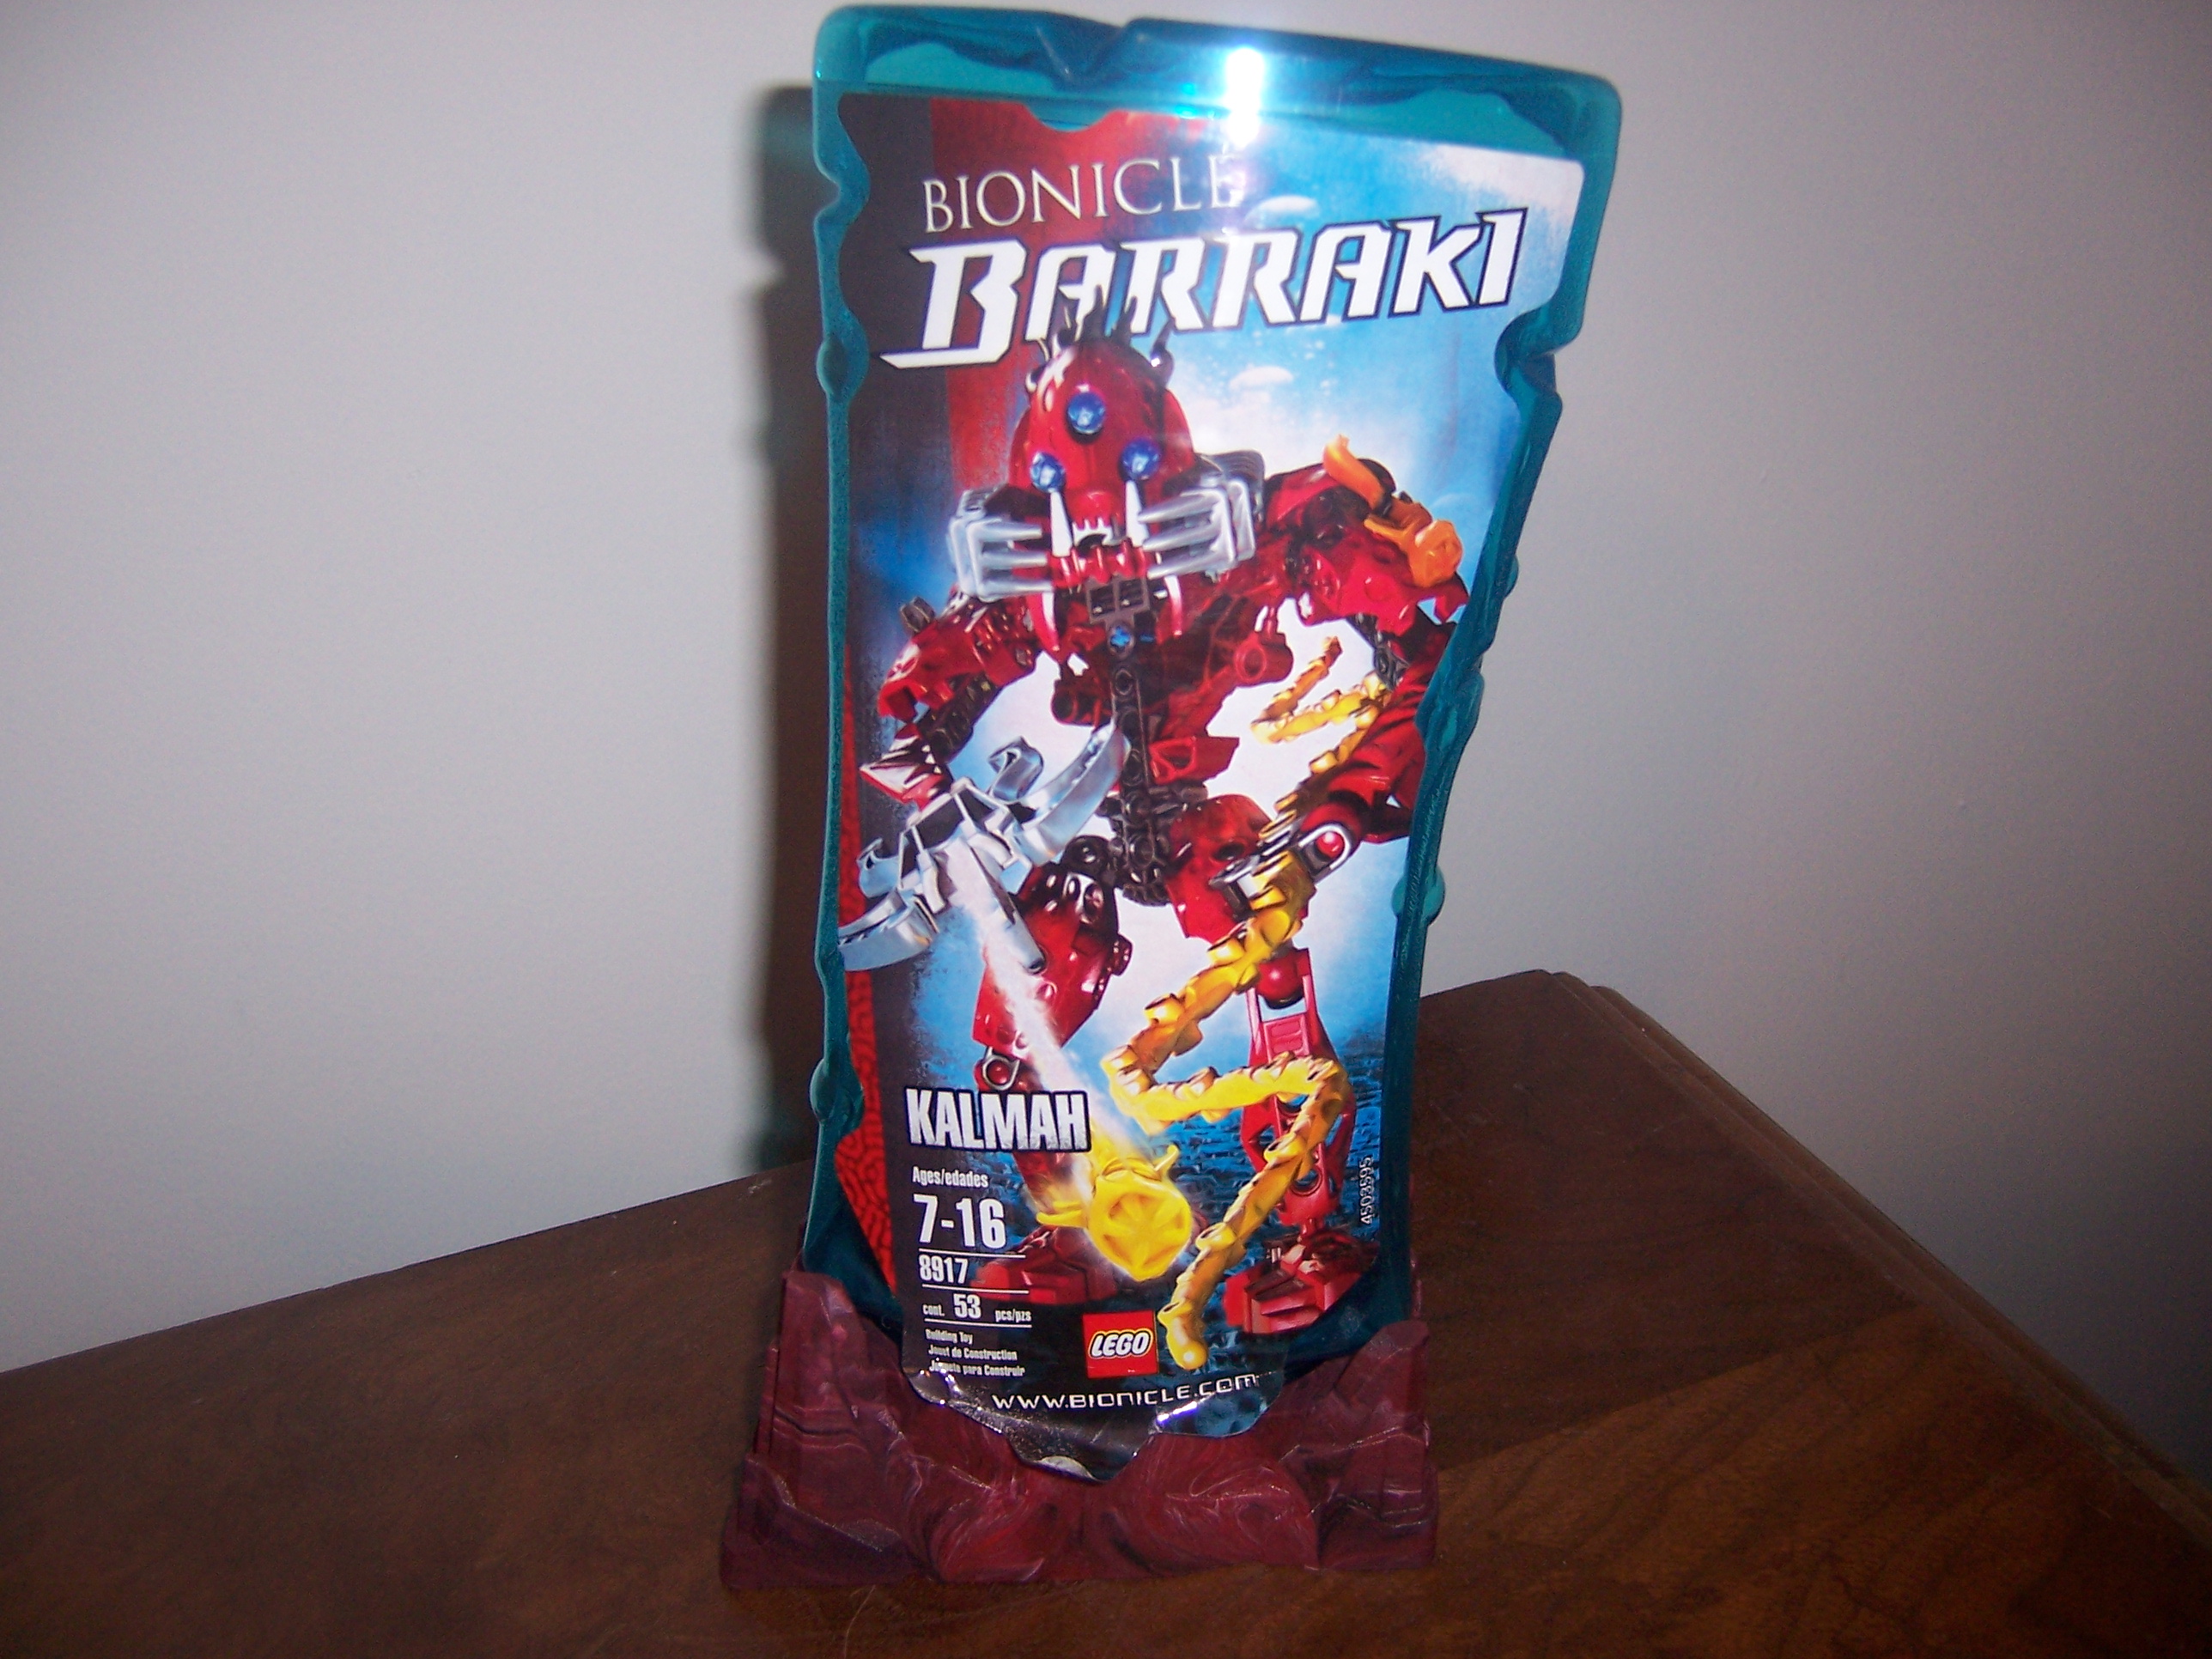 BIONICLE
BARRAKI
KALMAH
Ages/edades
7-16
8917
cont. 53 pcs/pzs
Building Toy
Jouet de Construction
Juguete para Construir
LEGO
WWW.BIONICLE.COM
4503595